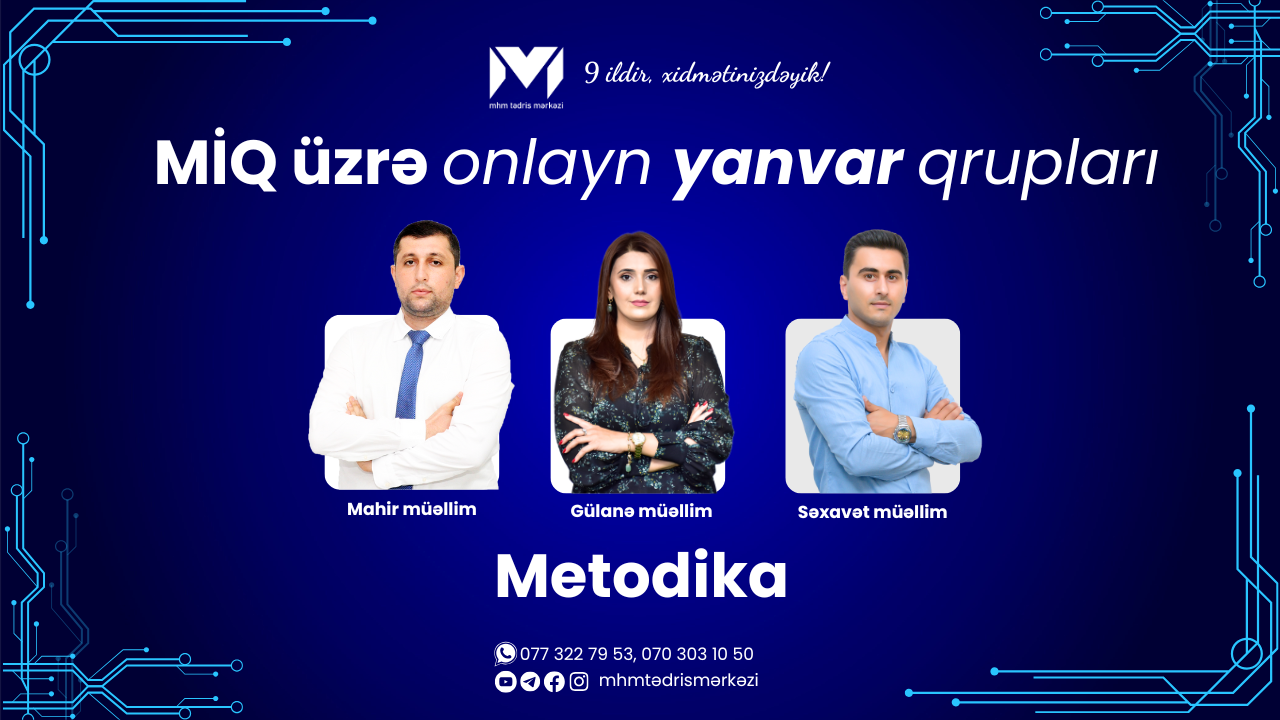 mhm tədris mərkəzi
9 ildir, xidmətinizdəyik!
MİQ üzrə onlayn yanvar qrupları
Mahir müəllim
Gülanə müəllim
Səxavət müəllim
Metodika
077 322 79 53, 070 303 10 50
mhmtədrismərkəzi